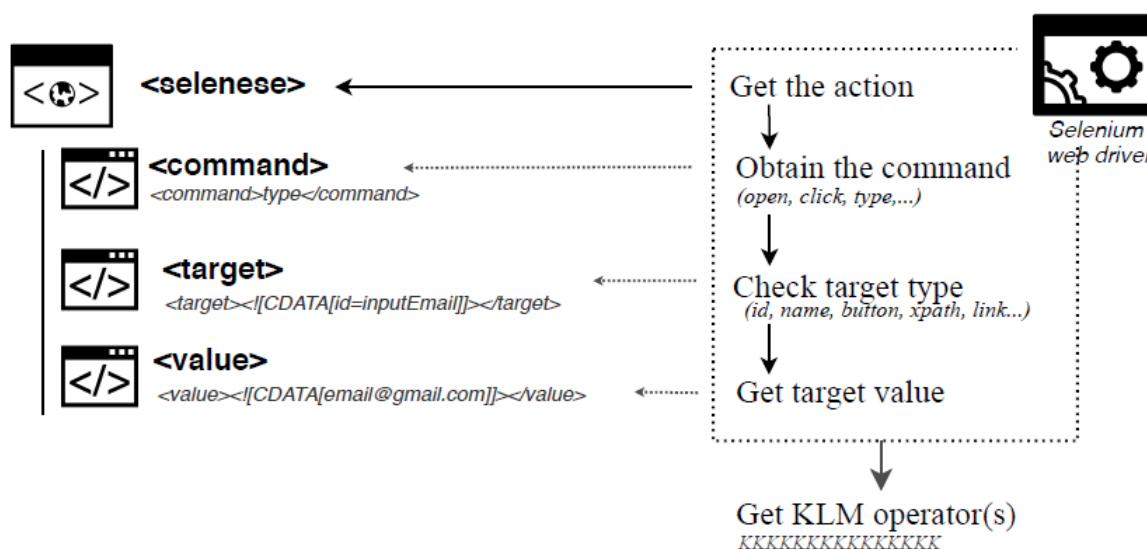 <selenese>
Get the action
Selenium
web driver
<command>
<command>type</command>
Obtain the command
(open, click, type,...)
<target>
<target><![CDATA[id=inputEmail]]></target>
Check target type
(id, name, button, xpath, link...)
<value>
<value><![CDATA[email@gmail.com]]></value>
Get target value
Get KLM operator(s)
KKKKKKKKKKKKKKK